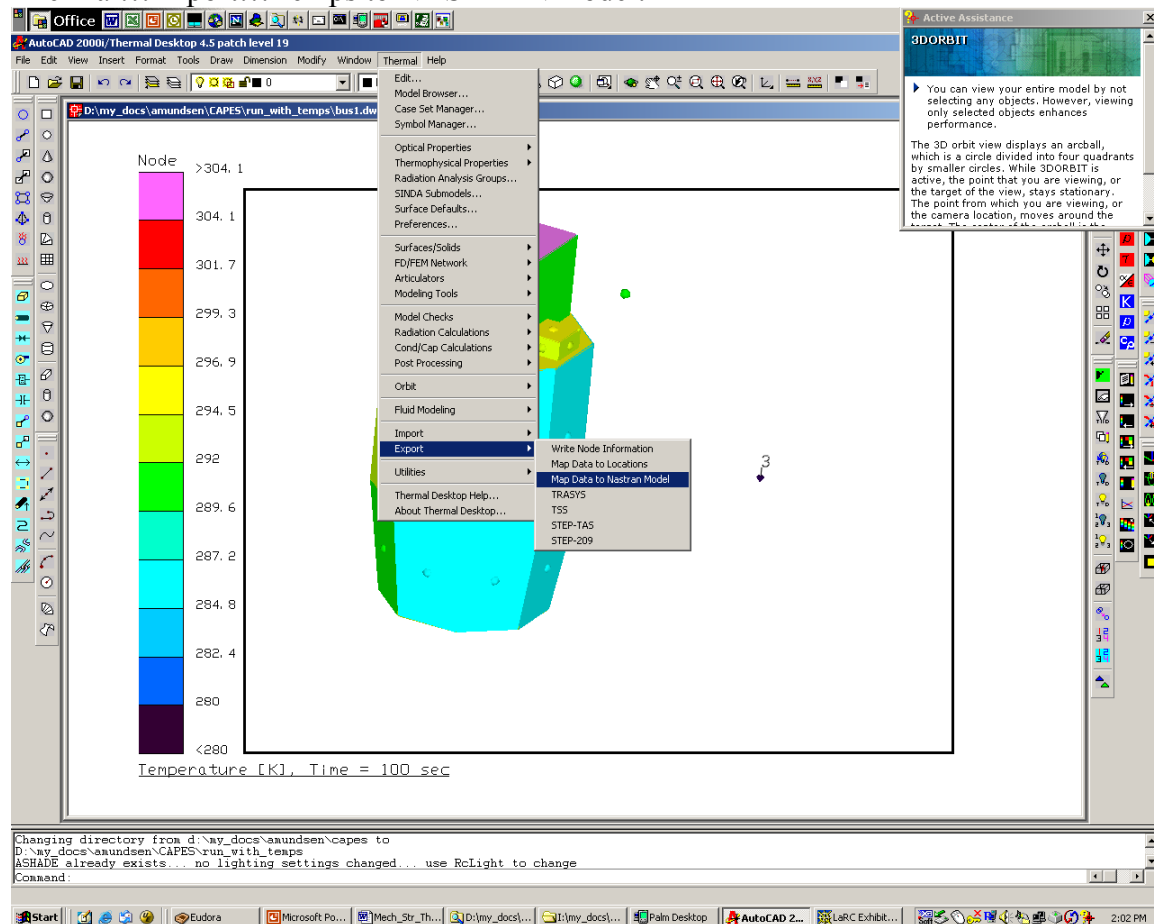 Office
AutoCAD 2000i/Thermal Desktop 4.5 patch level 19
File Edit View Insert Format Tools Draw Dimension Modify Window Thermal Help
0
D:\my_docs\amundsen\CAPES\run_with_temps\bus1.dw
Edit...
Model Browser...
Case Set Manager...
Symbol Manager...
Optical Properties
Thermophysical Properties
Radiation Analysis Groups...
SINDA Submodels...
Surface Defaults...
Preferences...
Surfaces/Solids
FD/FEM Network
Articulators
Modeling Tools
Model Checks
Radiation Calculations
Cond/Cap Calculations
Post Processing
Orbit
Fluid Modeling
Import
Export
Utilities
Thermal Desktop Help...
About Thermal Desktop...
Write Node Information
Map Data to Locations
Map Data to Nastran Model
TRASYS
TSS
STEP-TAS
STEP-209
Active Assistance
3DORBIT
You can view your entire model by not
selecting any objects. However, viewing
only selected objects enhances
performance.
The 3D orbit view displays an arcball,
which is a circle divided into four quadrants
by smaller circles. While 3DORBIT is
active, the point that you are viewing, or
the target of the view, stays stationary.
The point from which you are viewing, or
the camera location, moves around the
Node
>304.1
304.1
301.7
299.3
296.9
294.5
292
289.6
287.2
284.8
282.4
280
<280
Temperature [K], Time = 100 sec
3
Changing directory from d:\my_docs\amundsen\capes to
D:\my_docs\amundsen\CAPES\run_with_temps
ASHADE already exists... no lighting settings changed... use RcLight to change
Command:
Start
Eudora
Microsoft Po...
Mech_Str_Th...
D:\my_docs\...
I:\my_docs\...
Palm Desktop
AutoCAD 2...
LaRC Exhibit...
2:02 PM